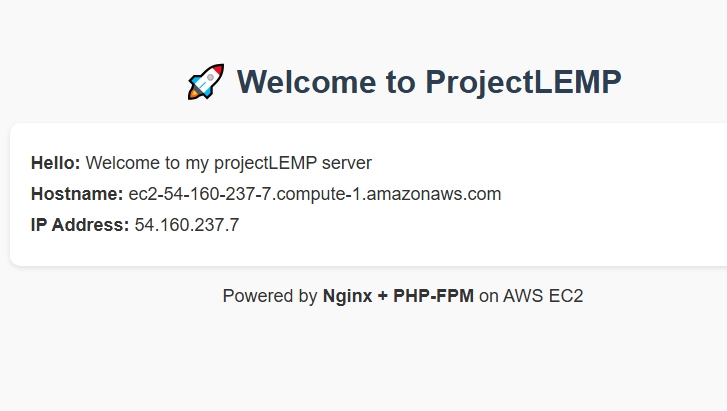 🚀 Welcome to ProjectLEMP
Hello: Welcome to my projectLEMP server
Hostname: ec2-54-160-237-7.compute-1.amazonaws.com
IP Address: 54.160.237.7
Powered by Nginx + PHP-FPM on AWS EC2